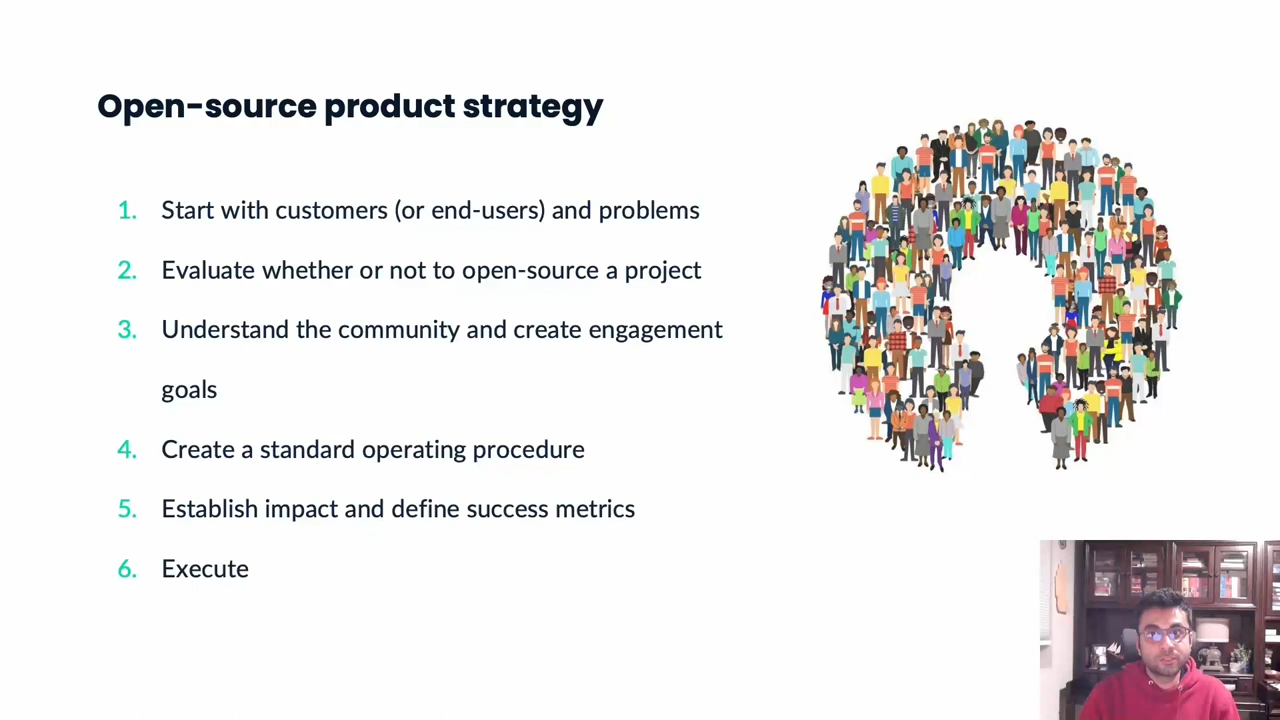 Open-source product strategy
1. Start with customers (or end-users) and problems
2. Evaluate whether or not to open-source a project
3. Understand the community and create engagement
goals
4. Create a standard operating procedure
5. Establish impact and define success metrics
6. Execute